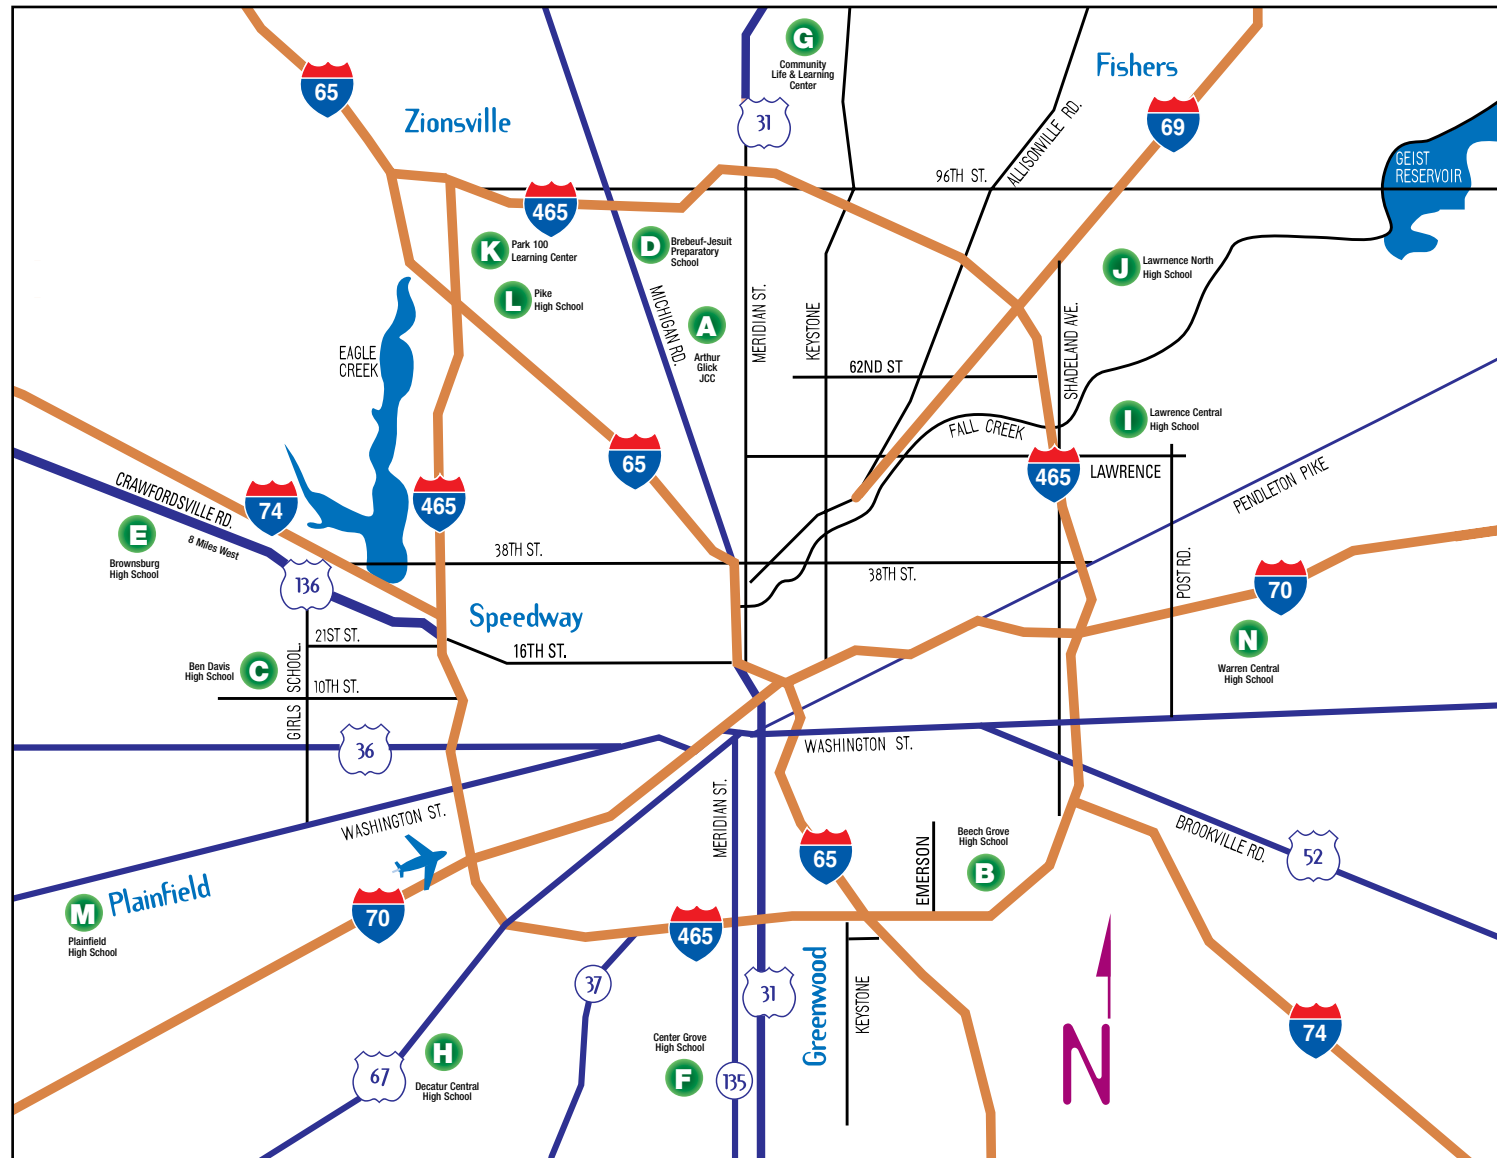 G
Community
Life & Learning
Center
Fishers
65
Zionsville
31
69
ALLISONVILLE RD.
GEIST
RESERVOIR
96TH ST.
465
K
Park 100
Learning Center
D
Brebeuf-Jesuit
Preparatory
School
J
Lawrnence North
High School
L
Pike
High School
MICHIGAN RD.
A
Arthur
Glick
JCC
MERIDIAN ST.
KEYSTONE
62ND ST
SHADELAND AVE.
EAGLE
CREEK
I
Lawrence Central
High School
FALL CREEK
65
465
LAWRENCE
PENDLETON PIKE
CRAWFORDSVILLE RD.
74
465
E
Brownsburg
High School
8 Miles West
38TH ST.
38TH ST.
POST RD.
70
136
Speedway
21ST ST.
16TH ST.
N
Warren Central
High School
Ben Davis
High School
C
GIRLS SCHOOL
10TH ST.
36
WASHINGTON ST.
WASHINGTON ST.
MERIDIAN ST.
65
EMERSON
Beech Grove
High School
B
BROOKVILLE RD.
52
M
Plainfield
Plainfield
High School
70
465
37
31
Greenwood
KEYSTONE
N
74
67
H
Decatur Central
High School
Center Grove
High School
F
135